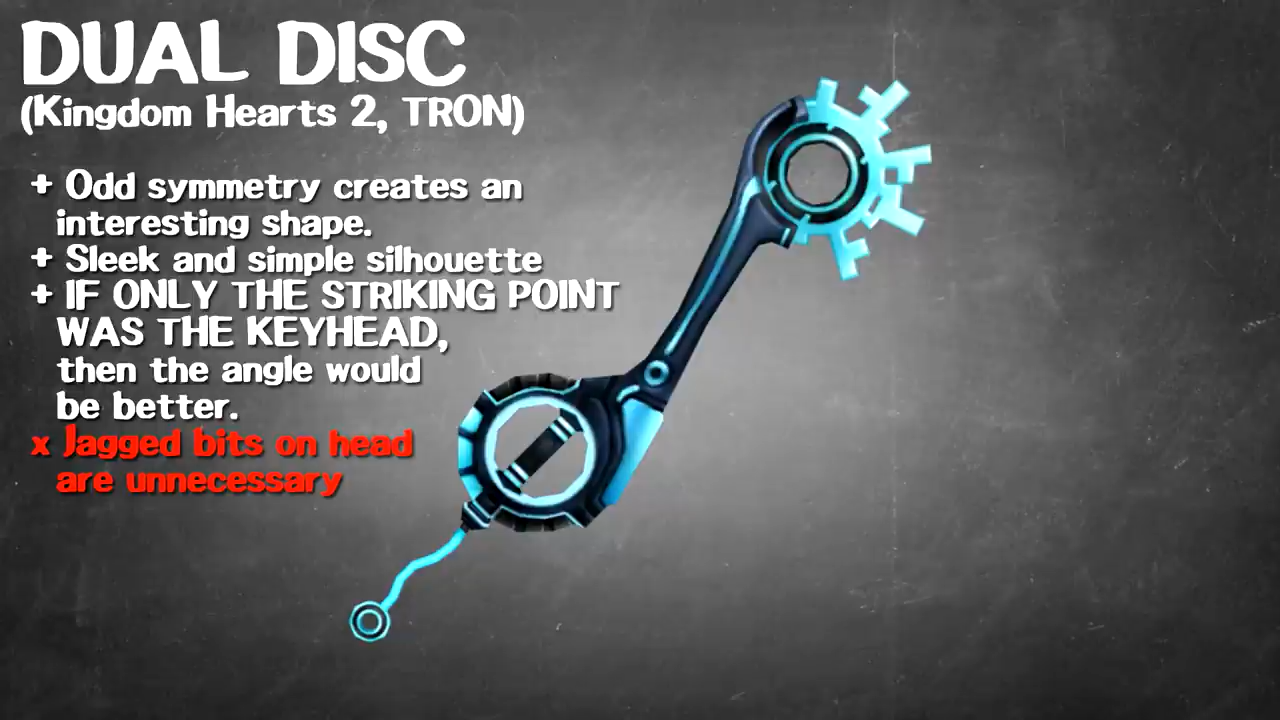 DUAL DISC
(Kingdom Hearts 2, TRON)
+ Odd symmetry creates an
interesting shape.
+ Sleek and simple silhouette
+ IF ONLY THE STRIKING POINT
WAS THE KEYHEAD,
then the angle would
be better.
x Jagged bits on head
are unnecessary